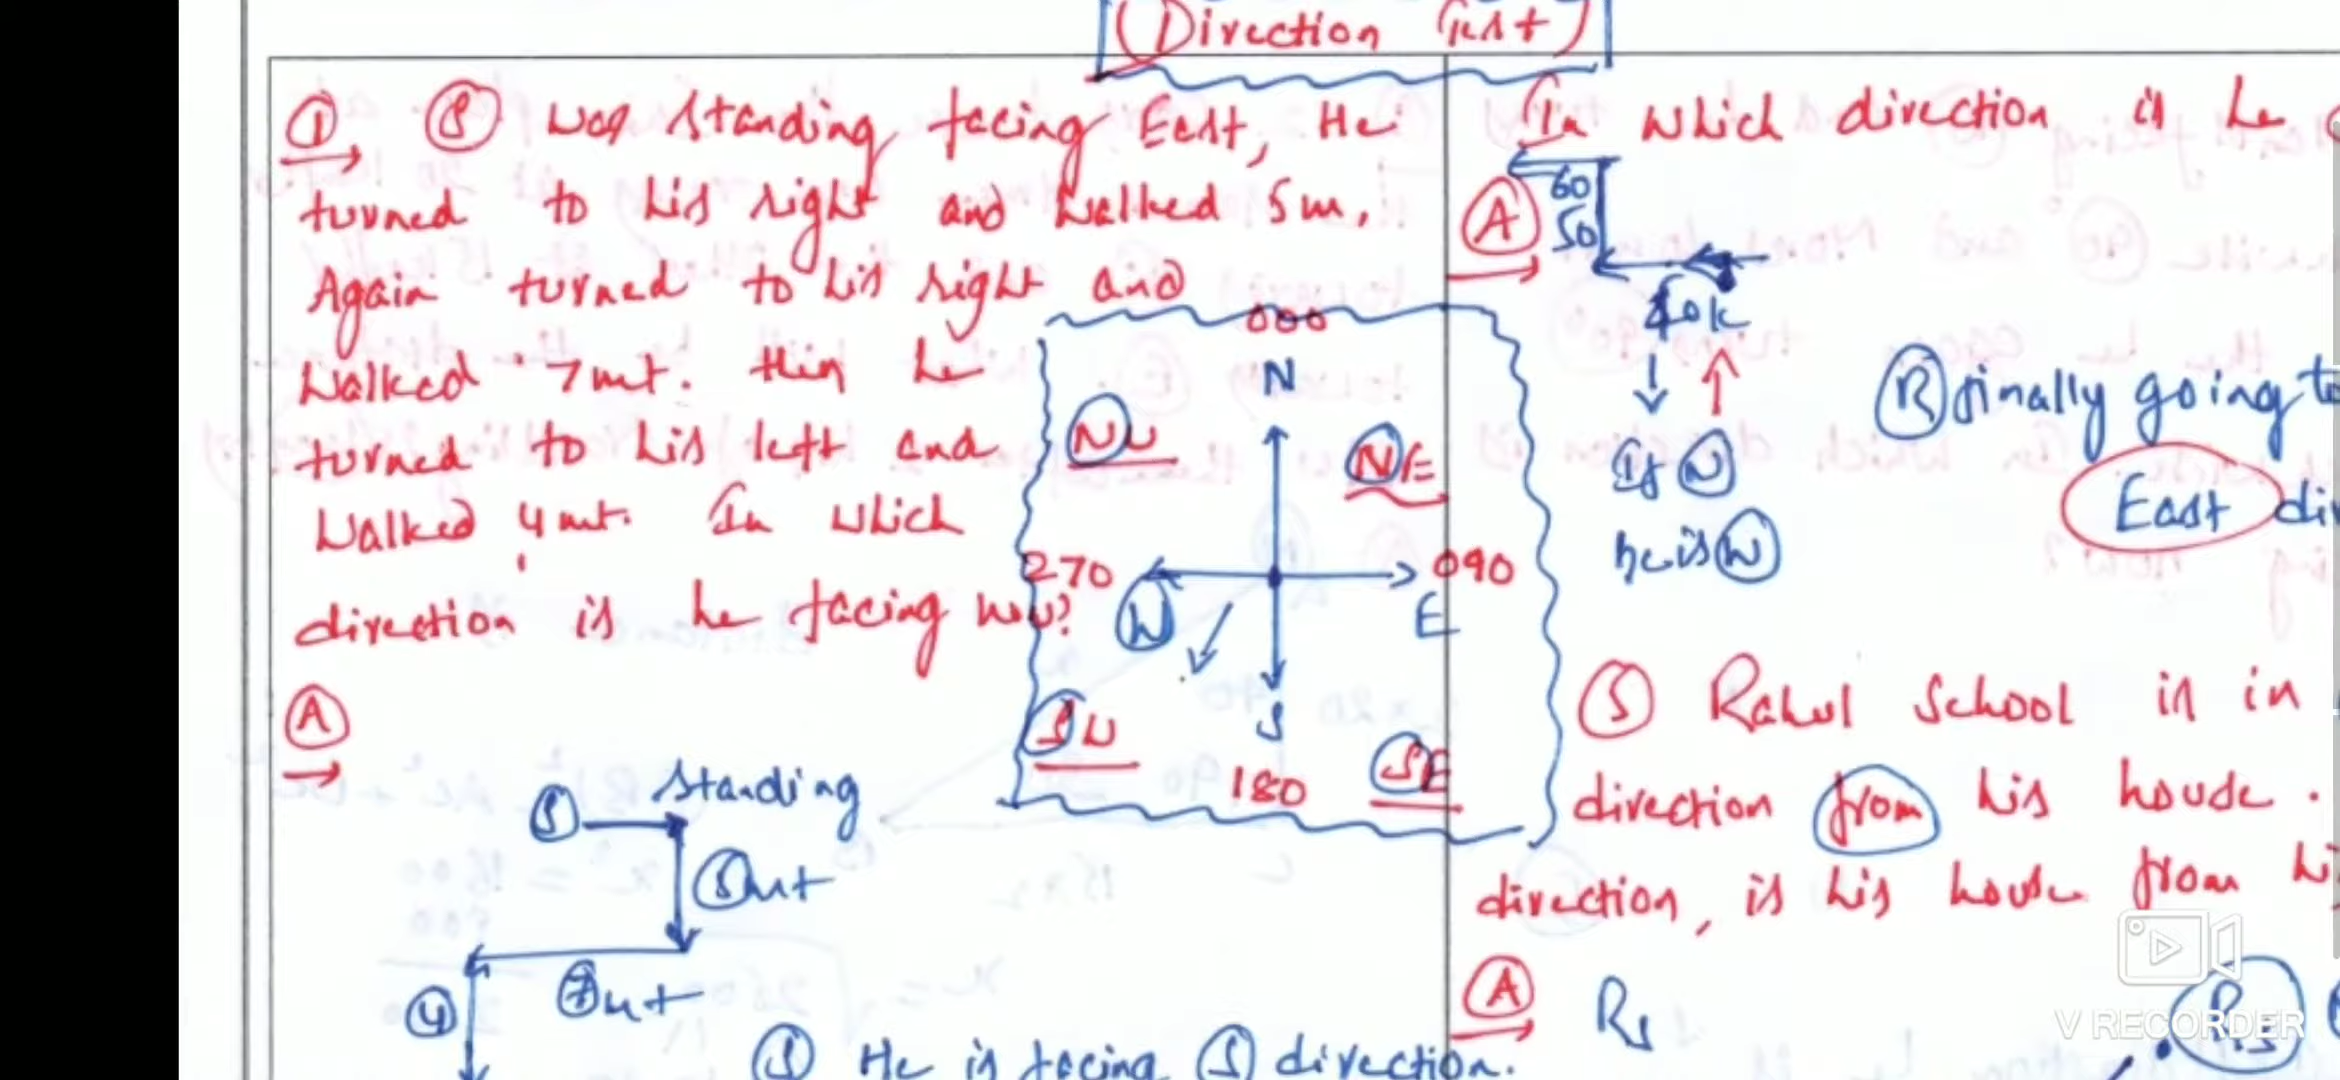 (Direction Test)
① Ⓢ was standing facing East, He
turned to his right and walked 5m.
Again turned to his right and
walked 7mt. then he
turned to his left and
walked 4mt. In which
direction is he facing now?
000
N
NW
NE
270
090
W
E
SW
S
SE
180
Ⓐ
Ⓢ standing
⑤mt
⑦mt
④
Ⓢ He is facing Ⓢ direction.
In which direction is he
Ⓐ
60
50
If Ⓝ
he is Ⓦ
Ⓡ finally going to
East
⑤ Rahul School is in
direction from his house.
direction, is his house from
Ⓐ Rs
V RECORDER